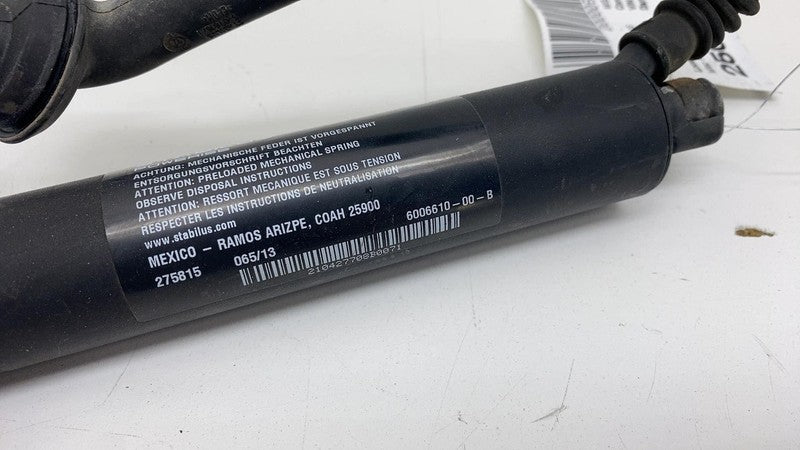 ACHTUNG: MECHANISCHE FEDER IST VORGESPANNT
ENTSORGUNGSVORSCHRIFT BEACHTEN
ATTENTION: PRELOADED MECHANICAL SPRING
OBSERVE DISPOSAL INSTRUCTIONS
ATTENTION: RESSORT MECANIQUE EST SOUS TENSION
RESPECTER LES INSTRUCTIONS DE NEUTRALISATION
www.stabilus.com
MEXICO - RAMOS ARIZPE, COAH 25900
6006610-00-B
275815 065/13
210427708B0071